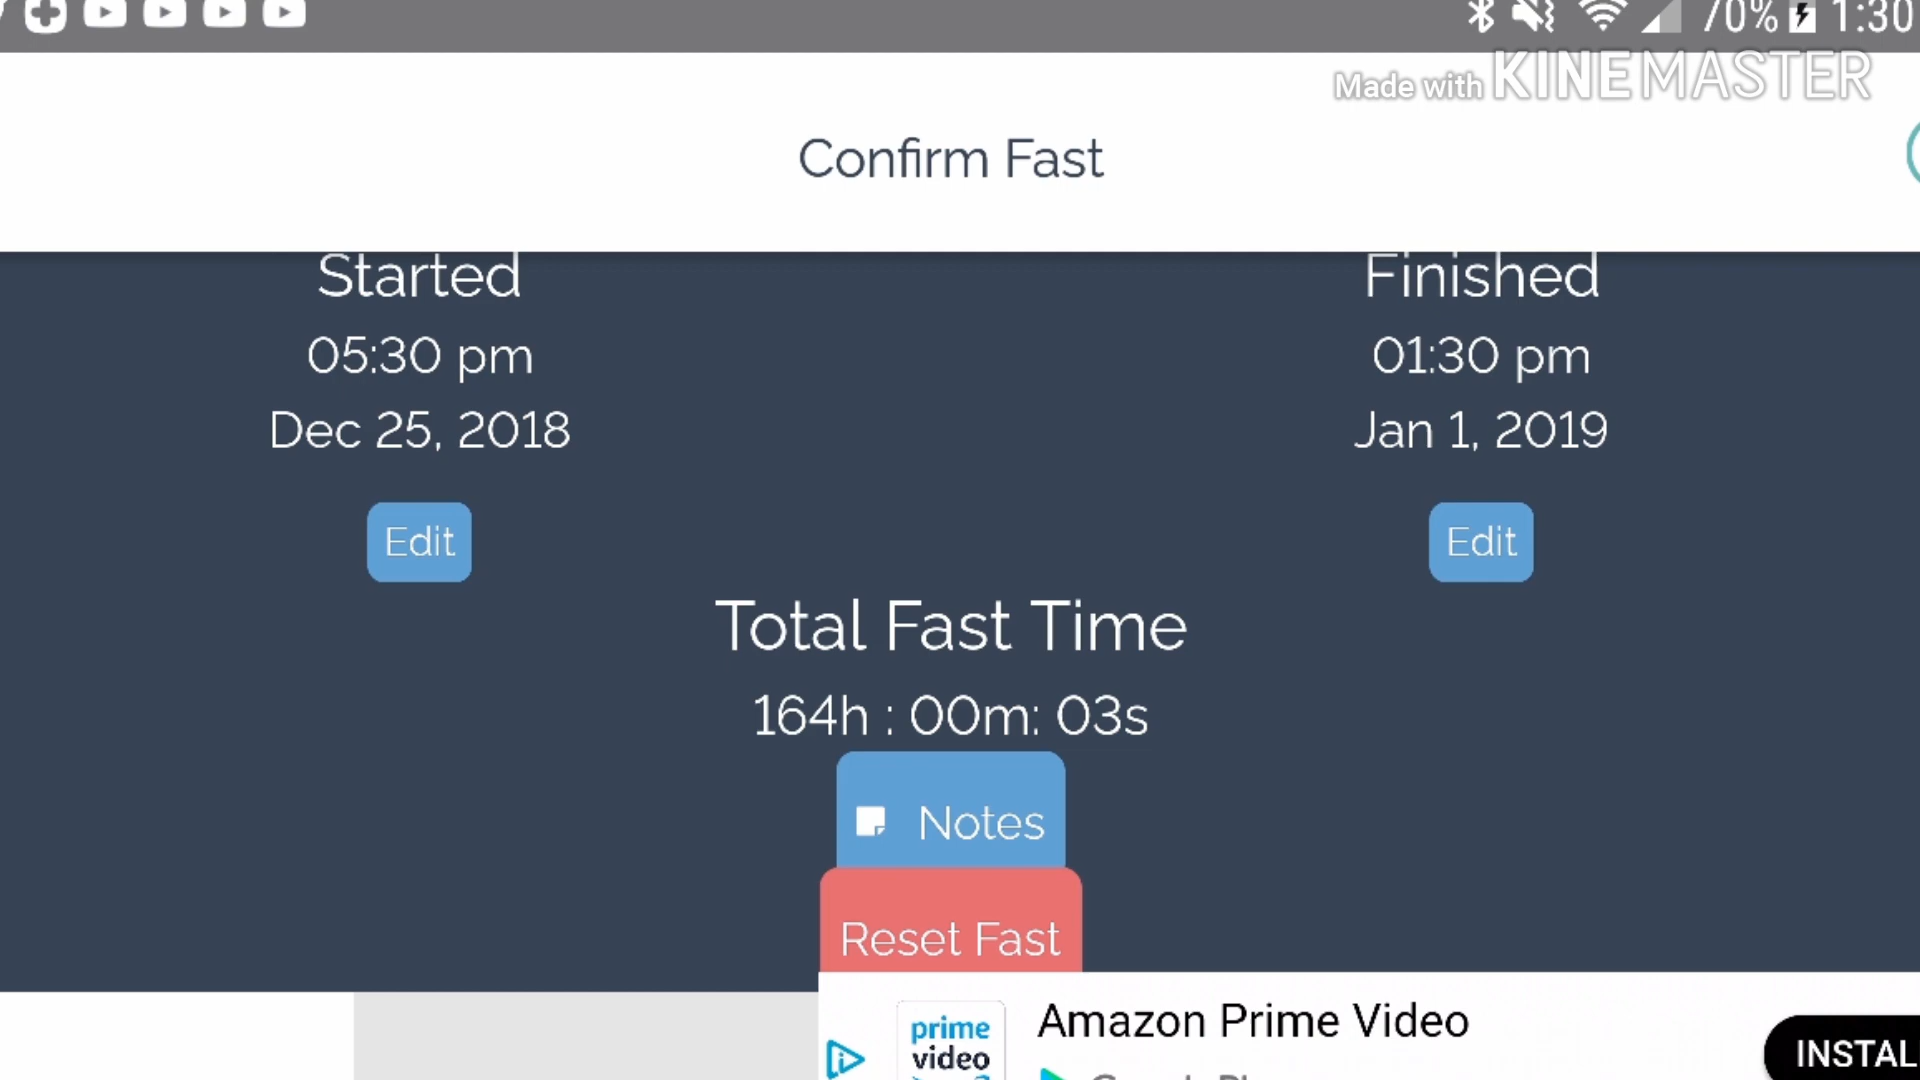 70% 1:30
Made with KINEMASTER
Confirm Fast
Started
Finished
05:30 pm
01:30 pm
Dec 25, 2018
Jan 1, 2019
Edit
Edit
Total Fast Time
164h : 00m: 03s
Notes
Reset Fast
prime
video
Amazon Prime Video
INSTAL